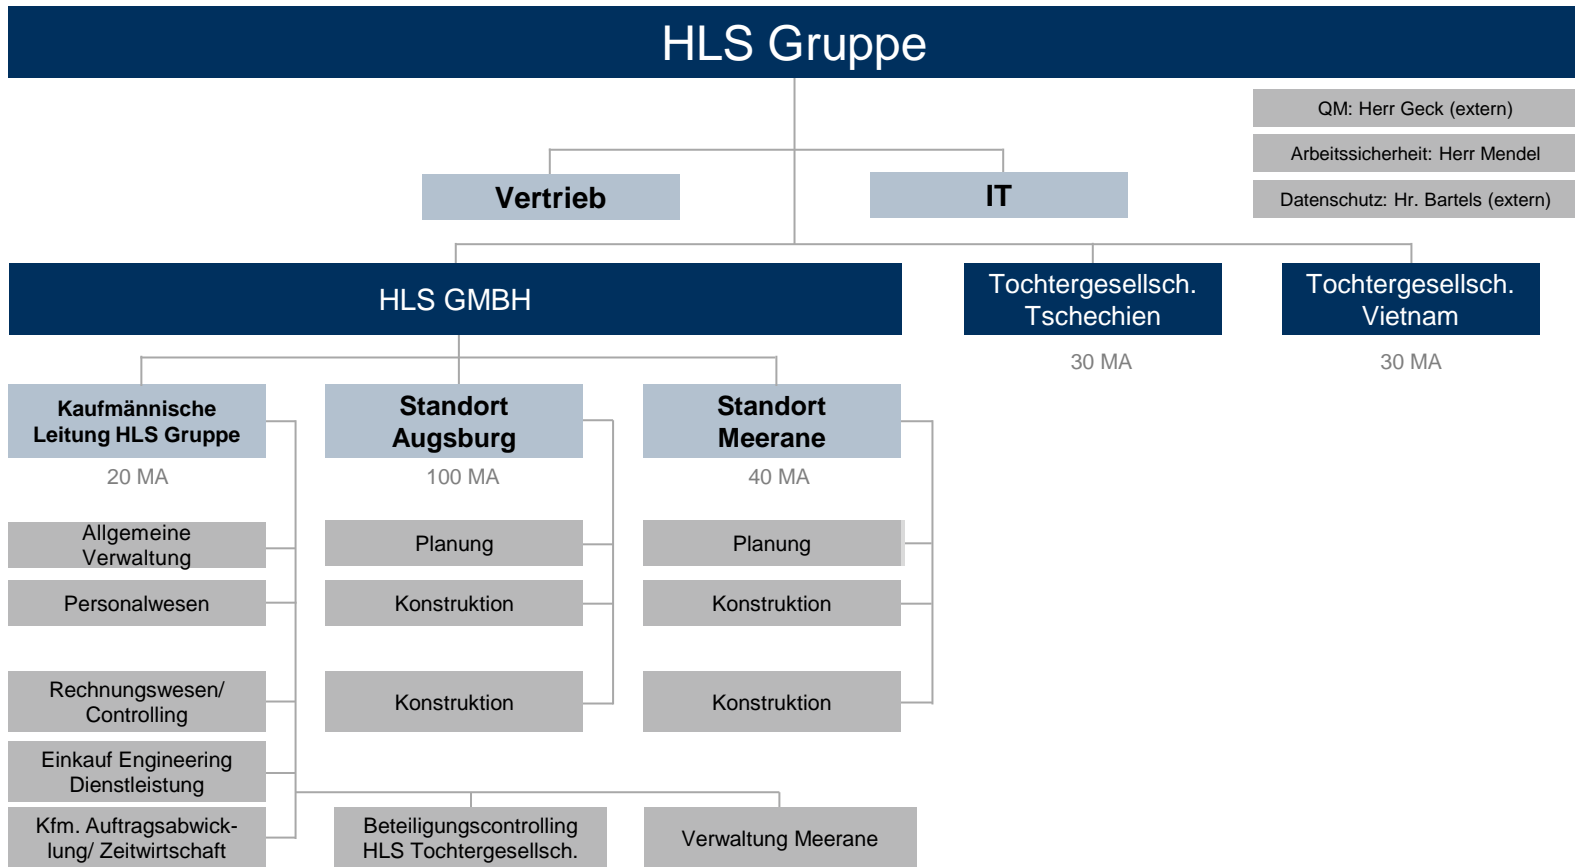 HLS Gruppe
QM: Herr Geck (extern)
Arbeitssicherheit: Herr Mendel
Datenschutz: Hr. Bartels (extern)
Vertrieb
IT
HLS GMBH
Tochtergesellsch.
Tschechien
30 MA
Tochtergesellsch.
Vietnam
30 MA
Kaufmännische
Leitung HLS Gruppe
20 MA
Standort
Augsburg
100 MA
Standort
Meerane
40 MA
Allgemeine
Verwaltung
Planung
Planung
Personalwesen
Konstruktion
Konstruktion
Rechnungswesen/
Controlling
Konstruktion
Konstruktion
Einkauf Engineering
Dienstleistung
Kfm. Auftragsabwick-
lung/ Zeitwirtschaft
Beteiligungscontrolling
HLS Tochtergesellsch.
Verwaltung Meerane